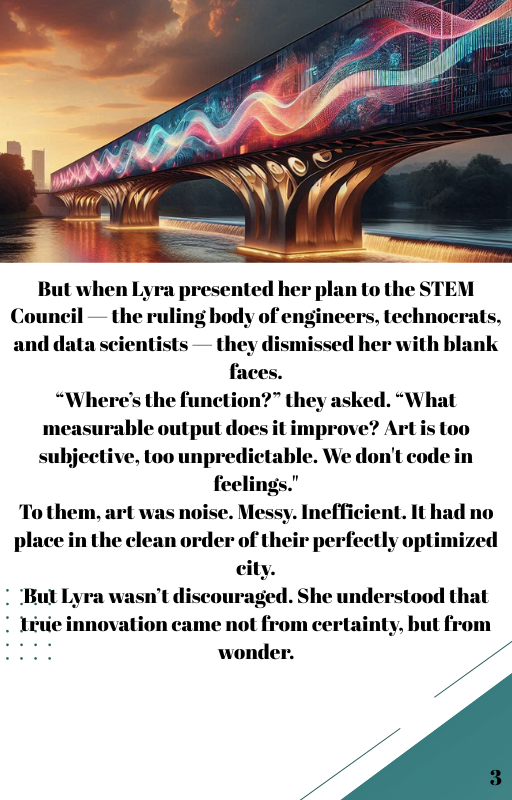 But when Lyra presented her plan to the STEM
Council — the ruling body of engineers, technocrats,
and data scientists — they dismissed her with blank
faces.
“Where’s the function?” they asked. “What
measurable output does it improve? Art is too
subjective, too unpredictable. We don't code in
feelings."
To them, art was noise. Messy. Inefficient. It had no
place in the clean order of their perfectly optimized
city.
But Lyra wasn’t discouraged. She understood that
true innovation came not from certainty, but from
wonder.
3